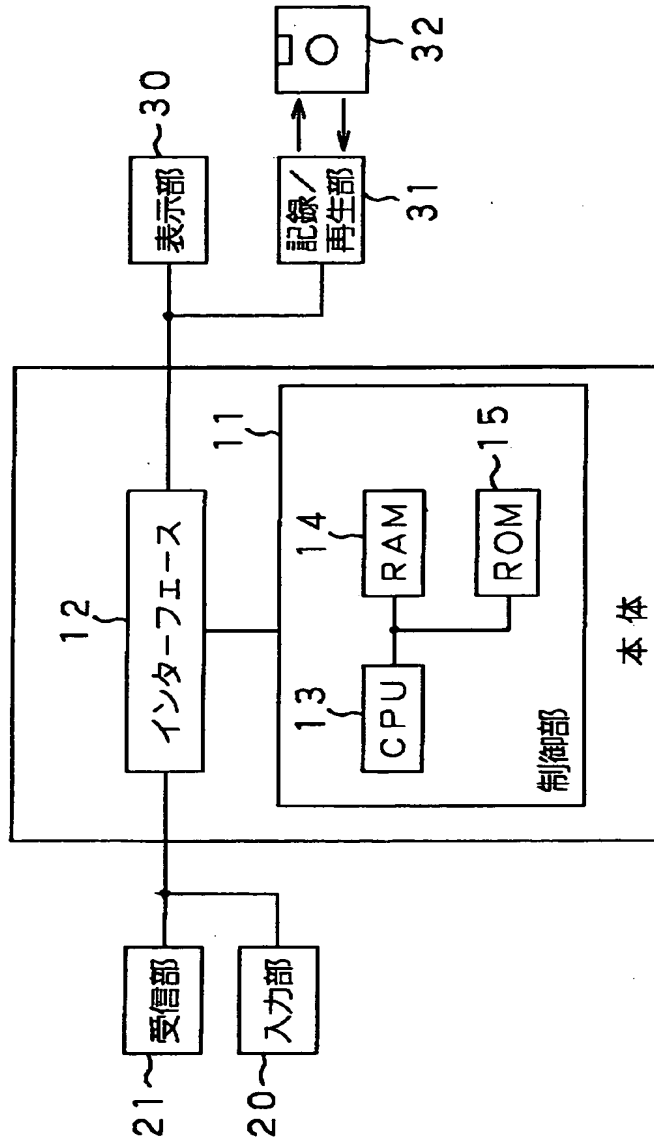 21
受信部
20
入力部
12
インターフェース
11
13
CPU
14
RAM
15
ROM
制御部
本体
30
表示部
記録／
再生部
31
32